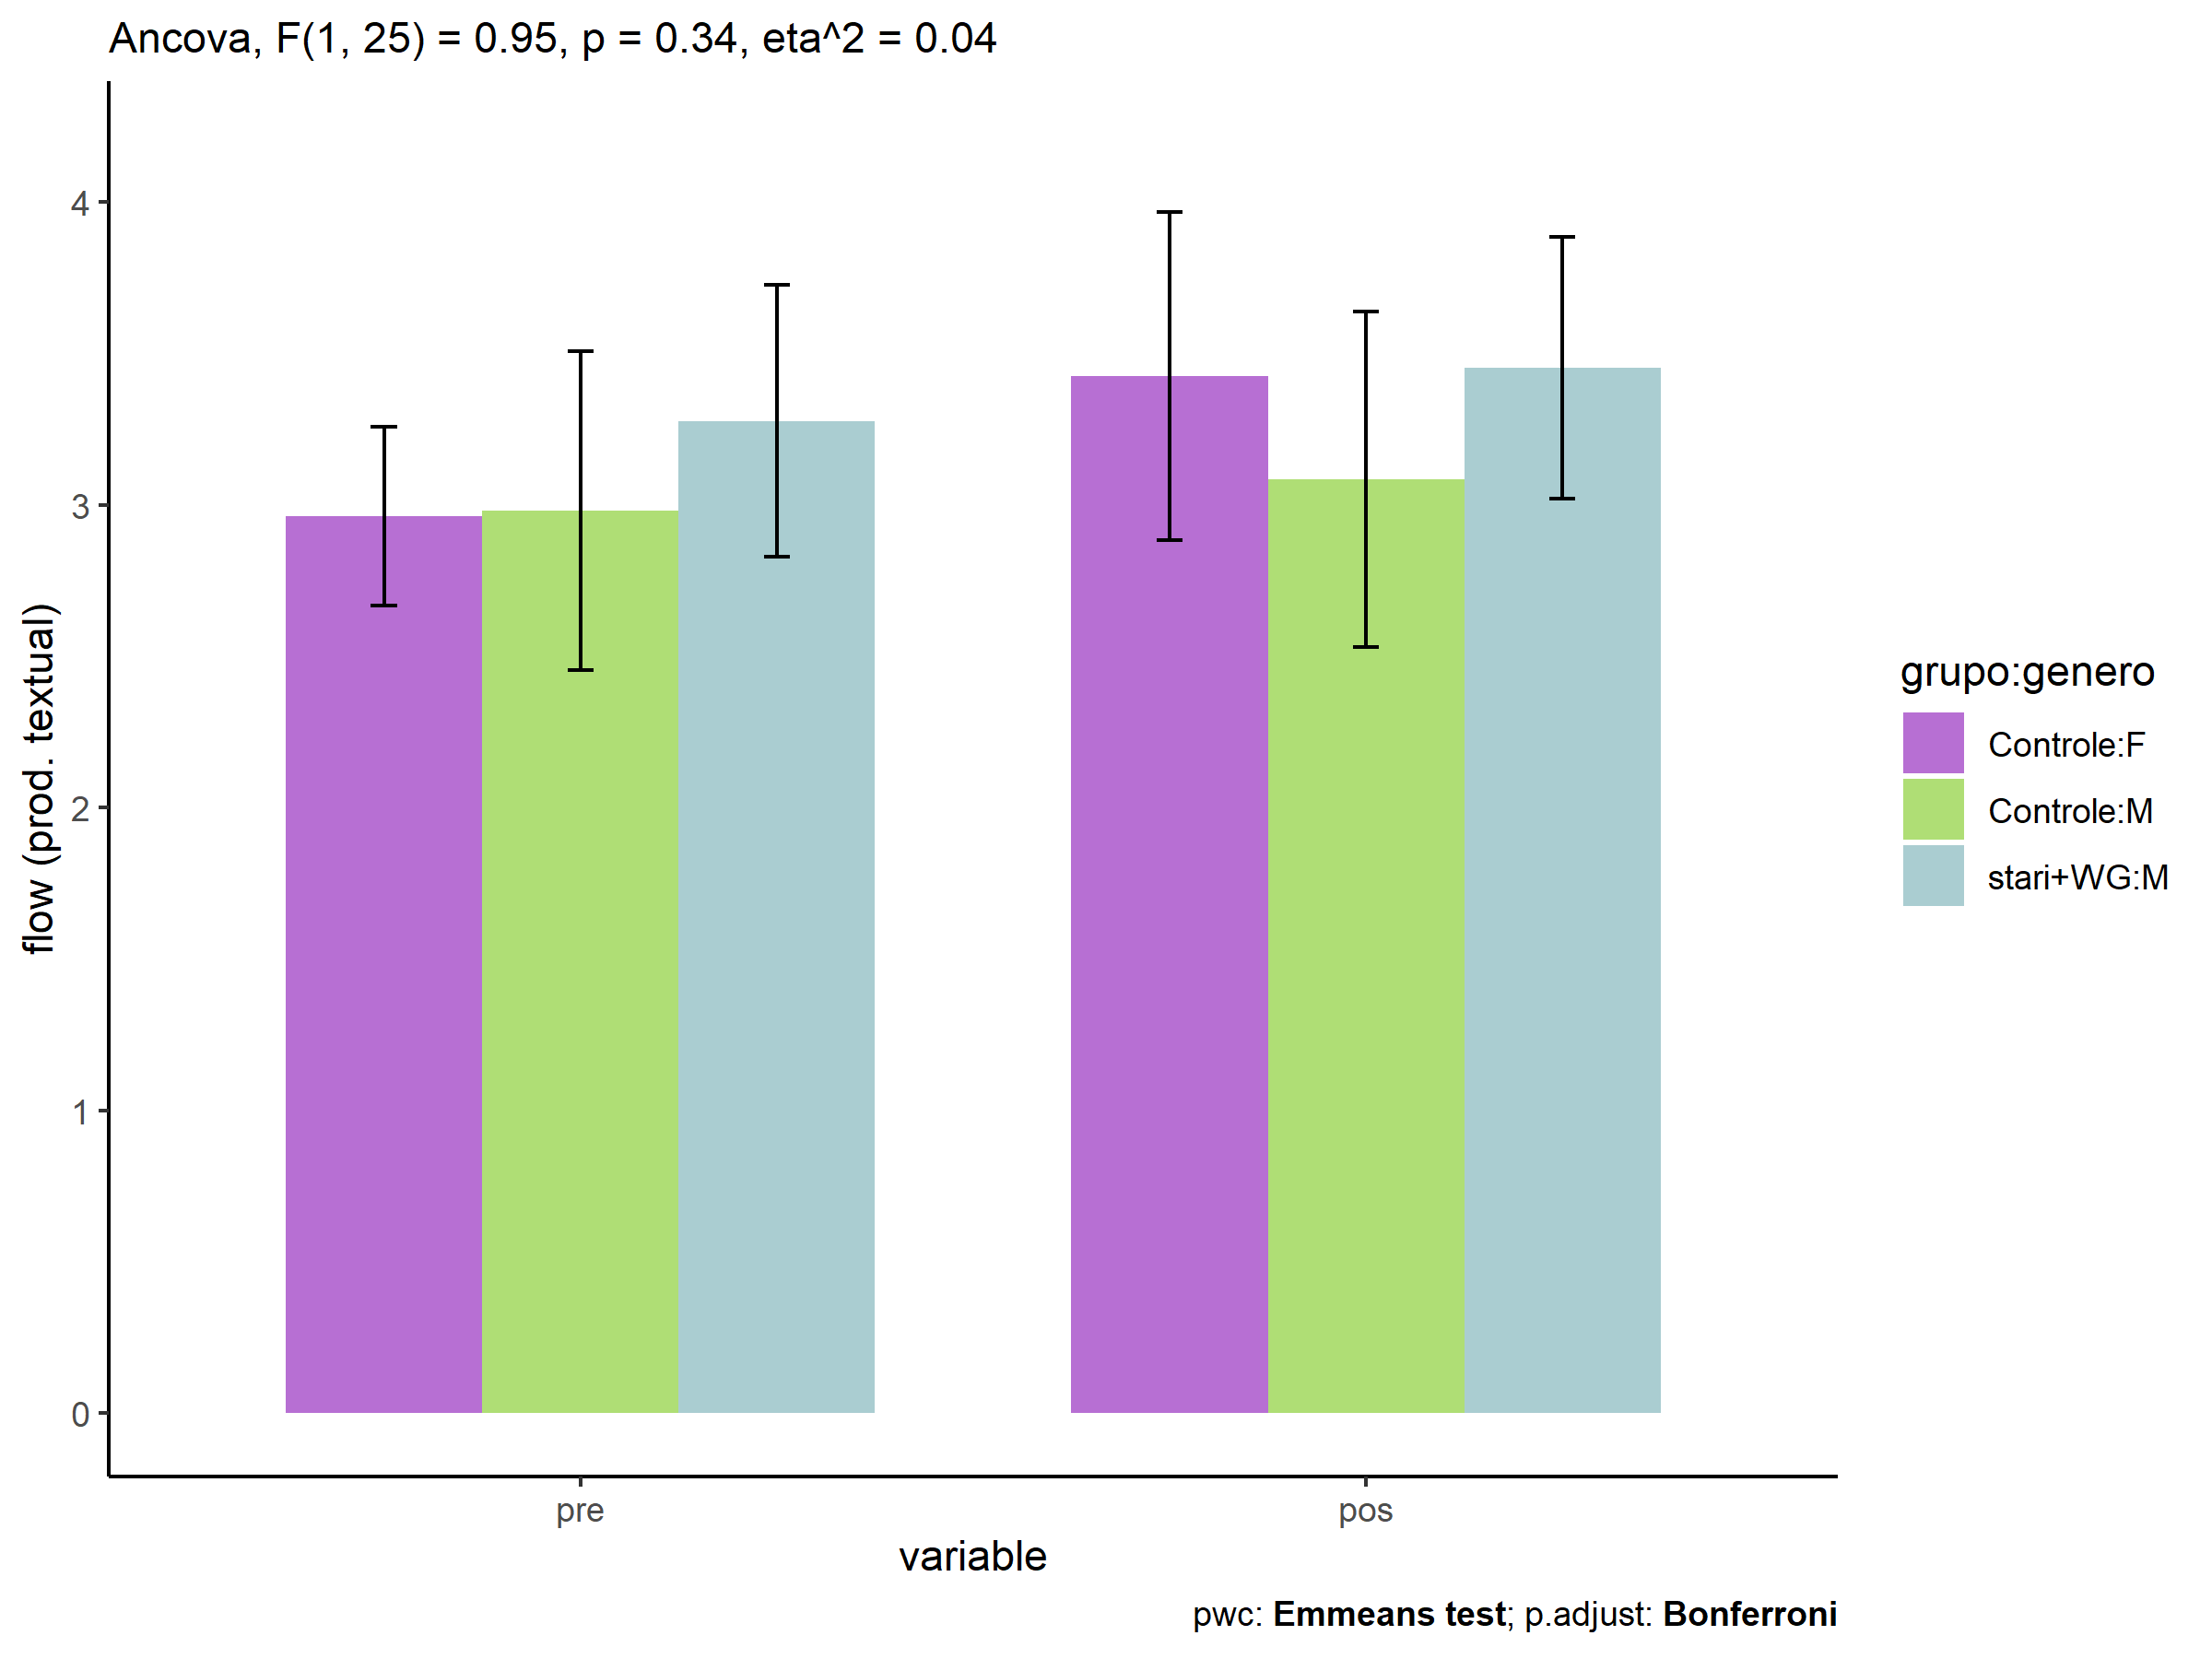 Ancova, F(1, 25) = 0.95, p = 0.34, eta^2 = 0.04
flow (prod. textual)
4
3
2
1
0
pre
pos
variable
grupo:genero
Controle:F
Controle:M
stari+WG:M
pwc: Emmeans test; p.adjust: Bonferroni